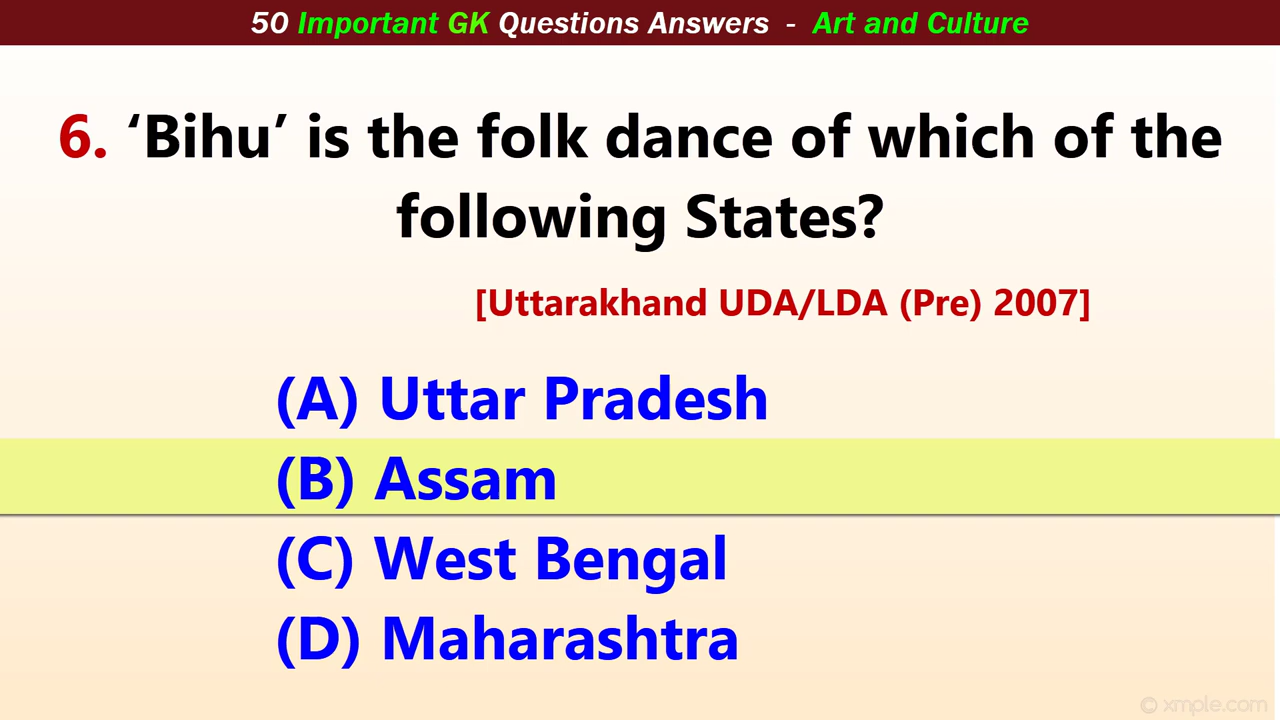 50 Important GK Questions Answers - Art and Culture
6. ‘Bihu’ is the folk dance of which of the
following States?
[Uttarakhand UDA/LDA (Pre) 2007]
(A) Uttar Pradesh
(B) Assam
(C) West Bengal
(D) Maharashtra
© xmple.com